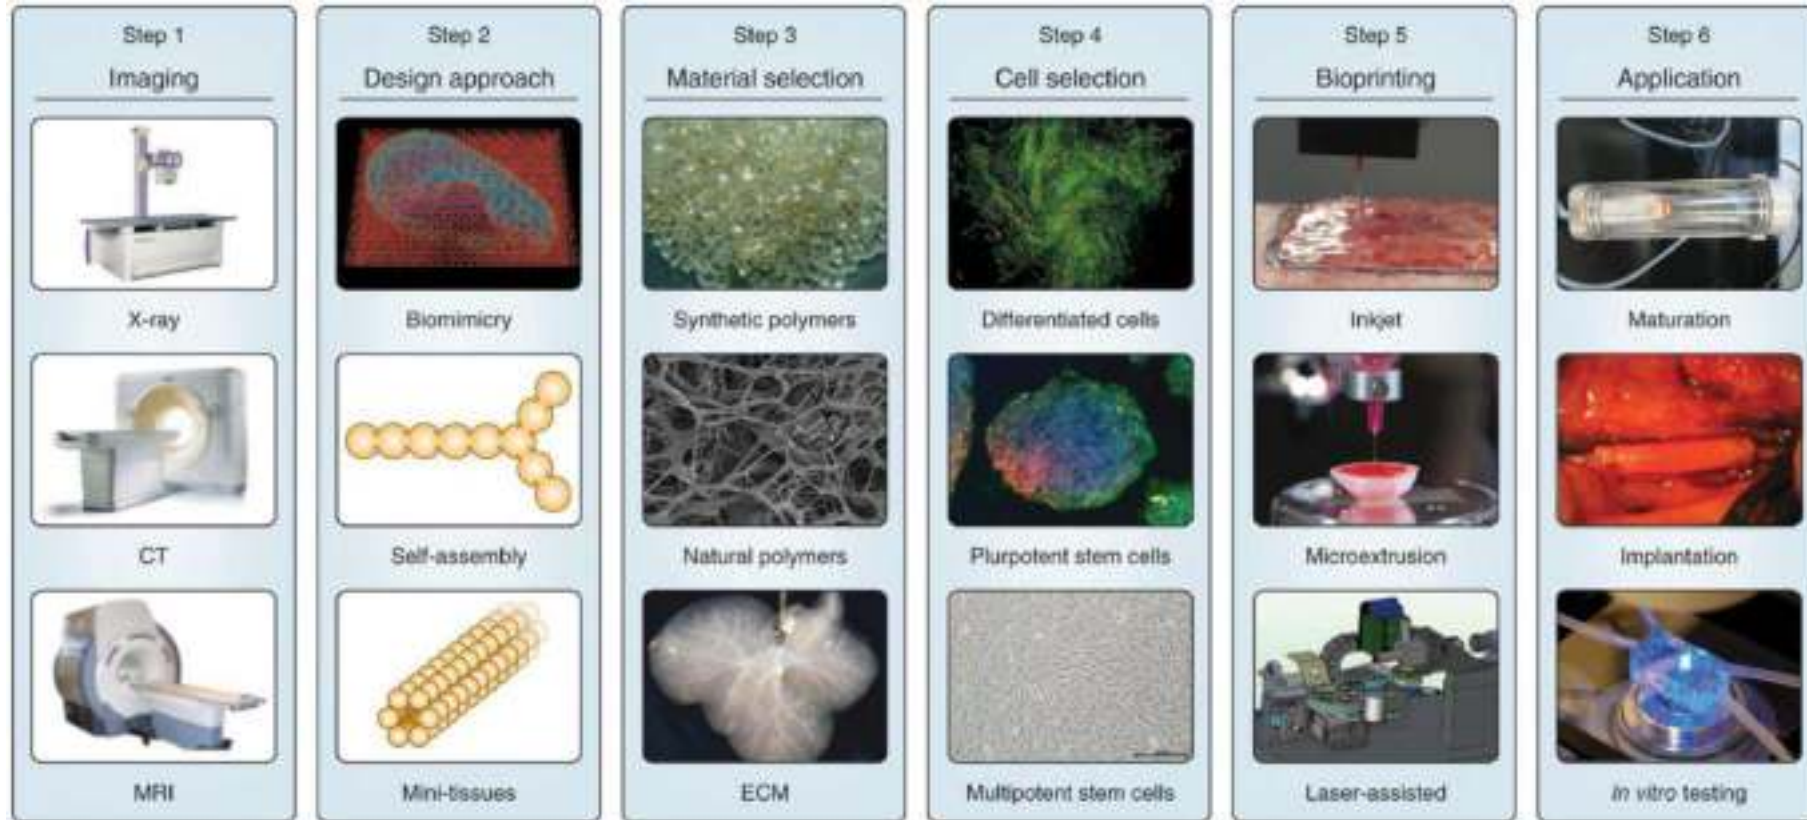 Step 1
Imaging
X-ray
CT
MRI
Step 2
Design approach
Biomimicry
Self-assembly
Mini-tissues
Step 3
Material selection
Synthetic polymers
Natural polymers
ECM
Step 4
Cell selection
Differentiated cells
Plurpotent stem cells
Multipotent stem cells
Step 5
Bioprinting
Inkjet
Microextrusion
Laser-assisted
Step 6
Application
Maturation
Implantation
In vitro testing